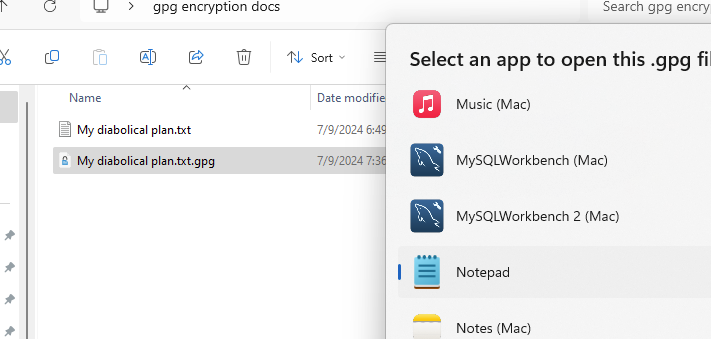 gpg encryption docs
Search gpg encry
Sort
Select an app to open this .gpg fil
Name
Date modifie
My diabolical plan.txt
7/9/2024 6:49
My diabolical plan.txt.gpg
7/9/2024 7:36
Music (Mac)
MySQLWorkbench (Mac)
MySQLWorkbench 2 (Mac)
Notepad
Notes (Mac)